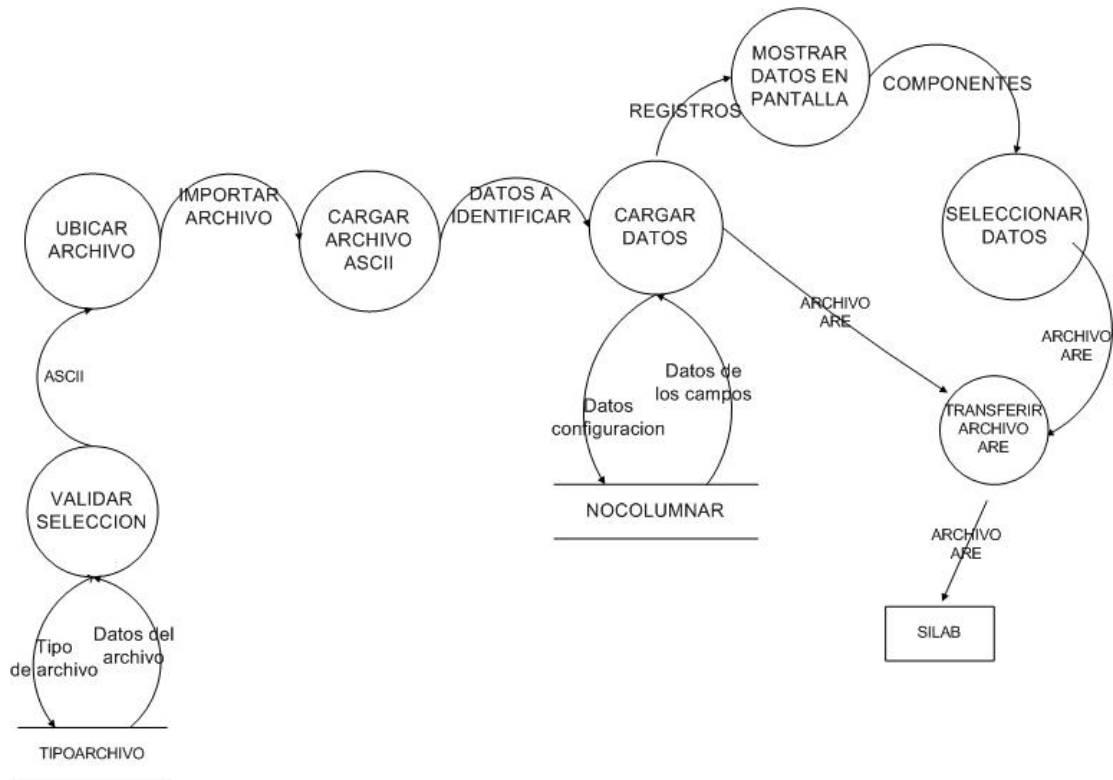 MOSTRAR
DATOS EN
PANTALLA
COMPONENTES
REGISTROS
UBICAR
ARCHIVO
IMPORTAR
ARCHIVO
CARGAR
ARCHIVO
ASCII
DATOS A
IDENTIFICAR
CARGAR
DATOS
SELECCIONAR
DATOS
ARCHIVO
ARE
ARCHIVO
ARE
ASCII
Datos de
los campos
Datos
configuracion
TRANSFERIR
ARCHIVO
ARE
VALIDAR
SELECCION
NOCOLUMNAR
ARCHIVO
ARE
SILAB
Tipo
de archivo
Datos del
archivo
TIPOARCHIVO